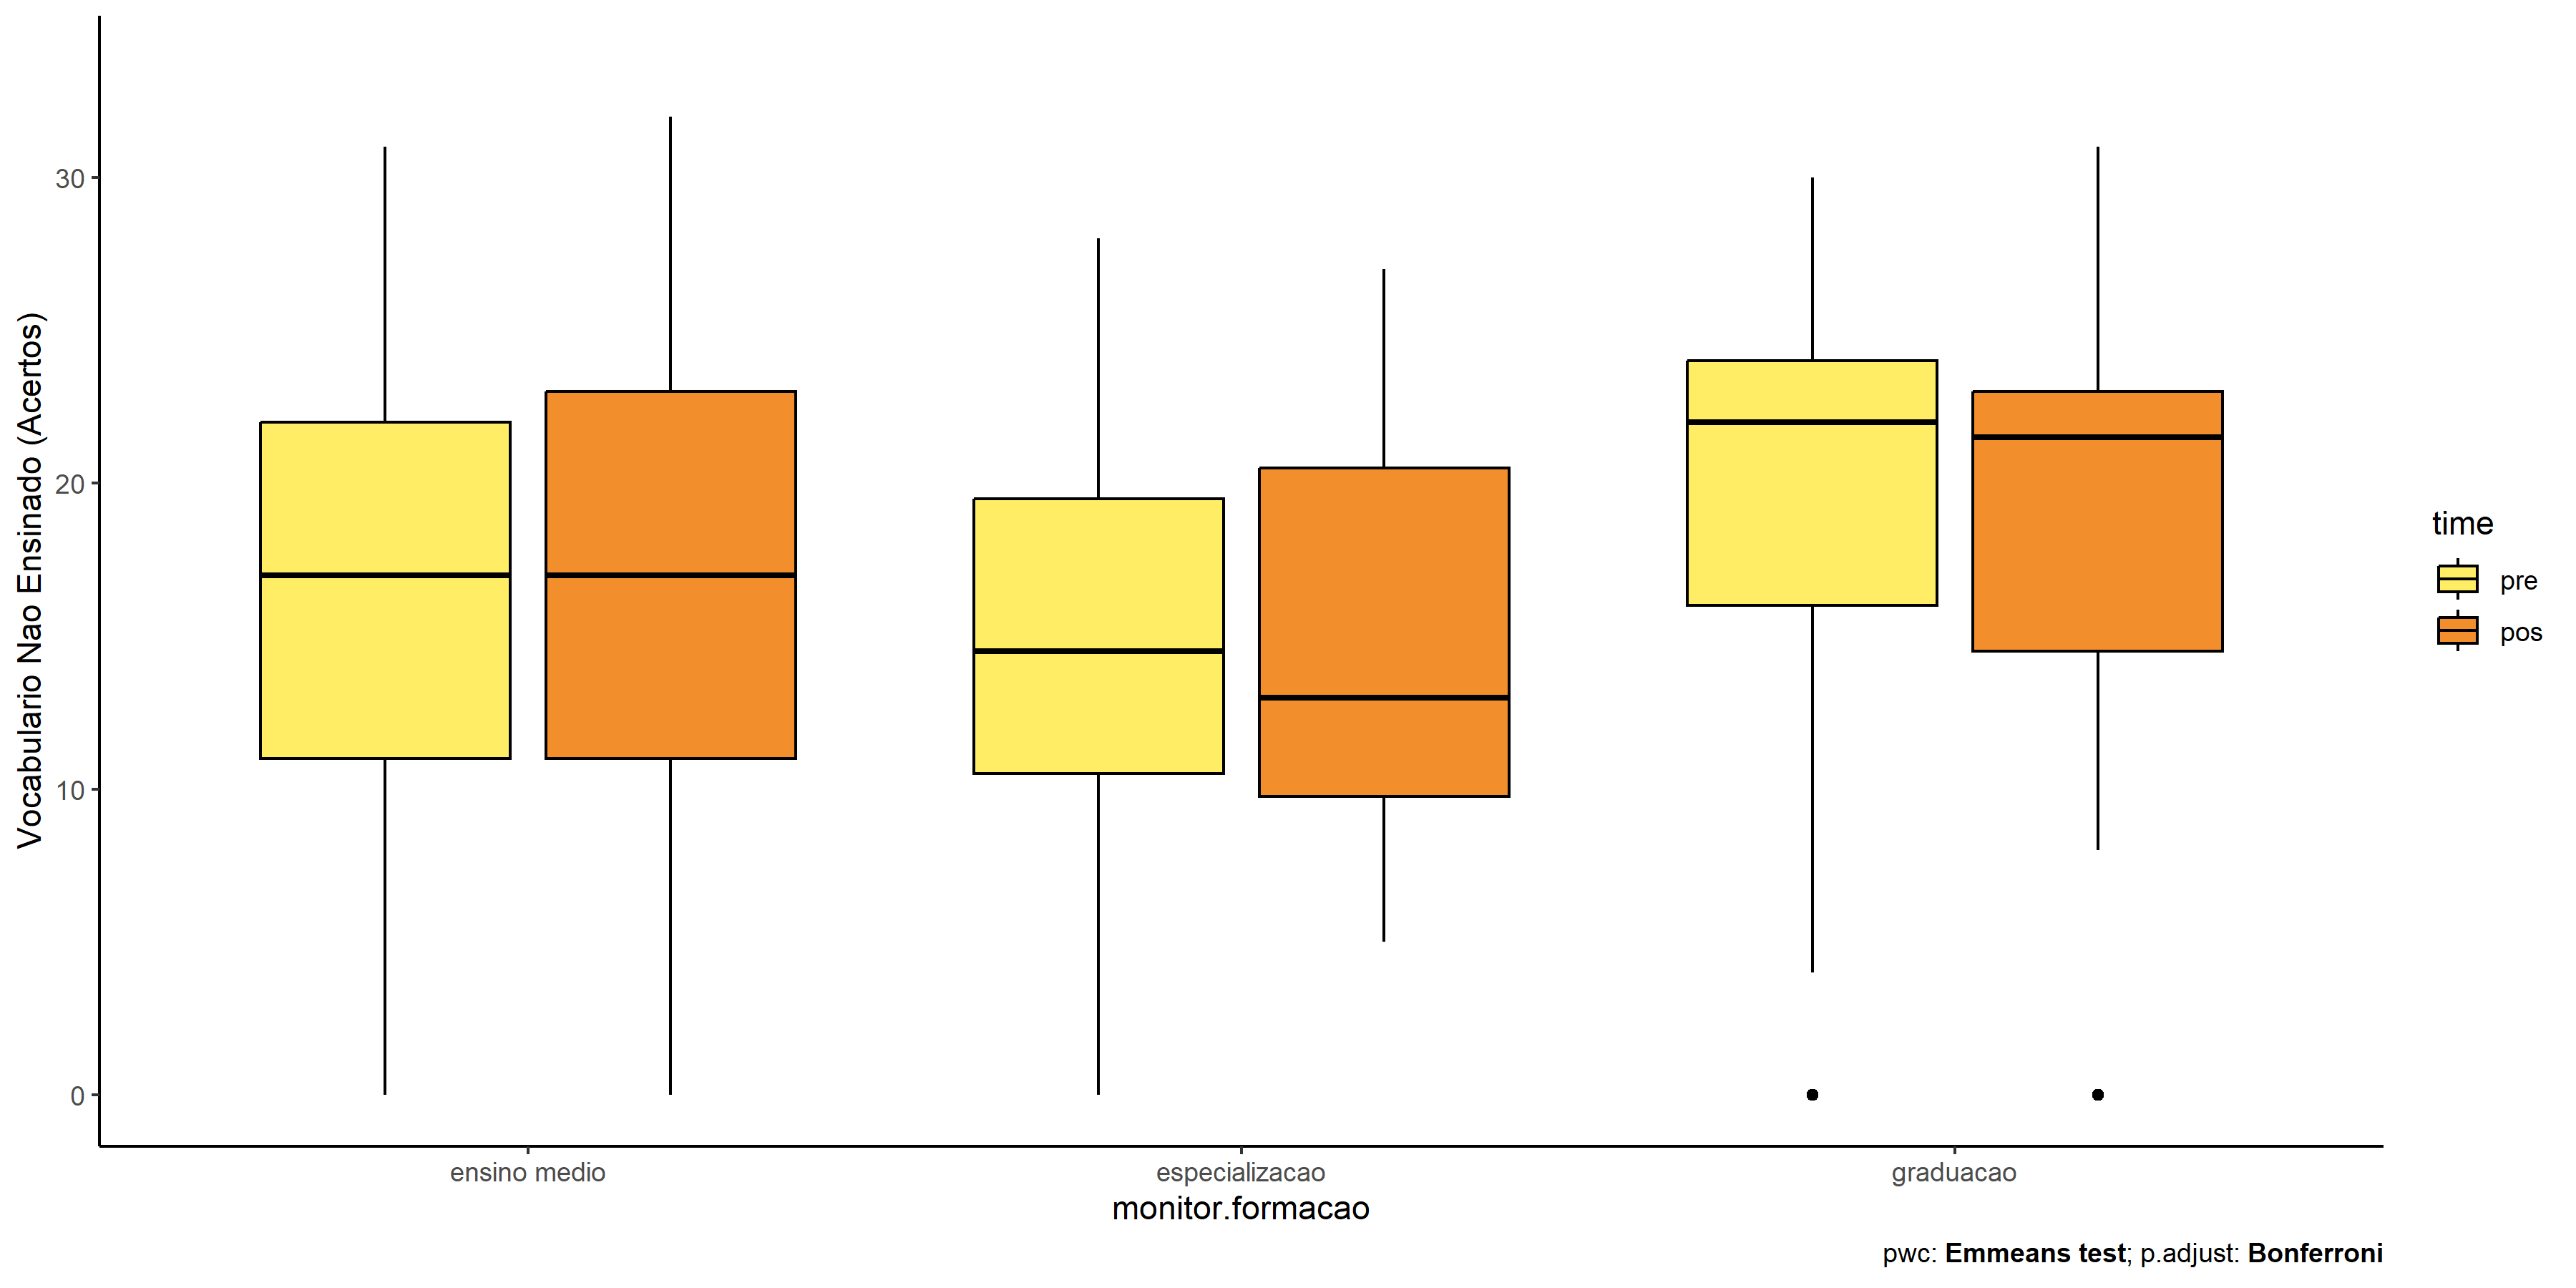 Vocabulario Nao Ensinado (Acertos)
30
20
10
0
ensino medio
especializacao
graduacao
monitor.formacao
time
pre
pos
pwc: Emmeans test; p.adjust: Bonferroni